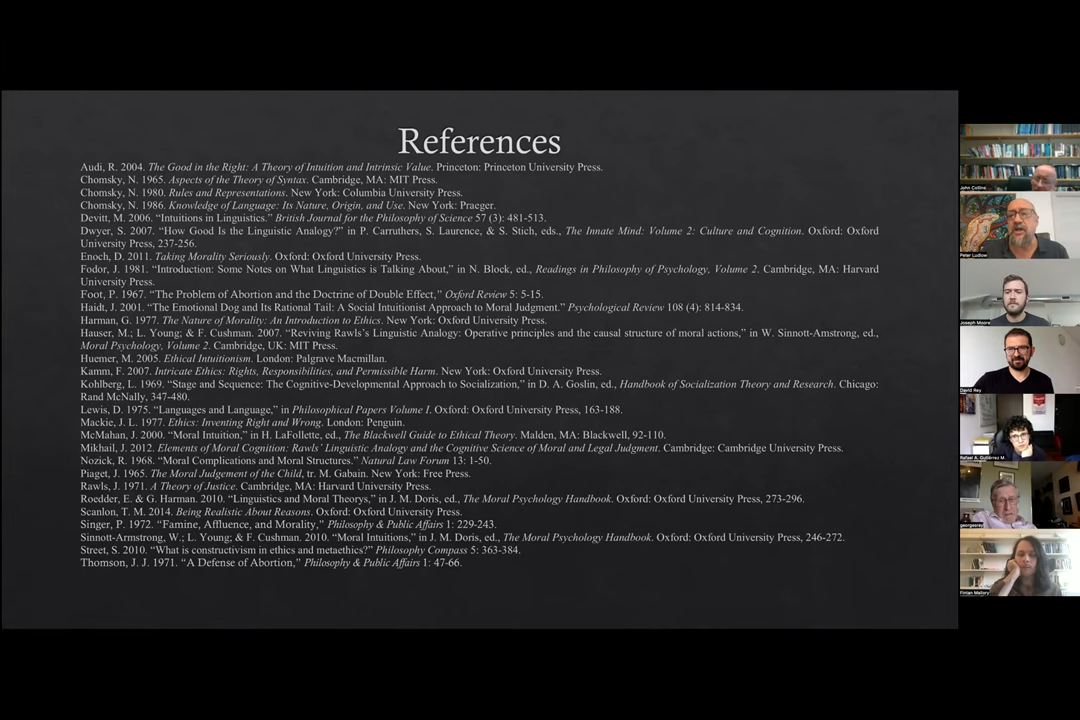 References
Audi, R. 2004. The Good in the Right: A Theory of Intuition and Intrinsic Value. Princeton: Princeton University Press.
Chomsky, N. 1965. Aspects of the Theory of Syntax. Cambridge, MA: MIT Press.
Chomsky, N. 1980. Rules and Representations. New York: Columbia University Press.
Chomsky, N. 1986. Knowledge of Language: Its Nature, Origin, and Use. New York: Praeger.
Devitt, M. 2006. “Intuitions in Linguistics.” British Journal for the Philosophy of Science 57 (3): 481-513.
Dwyer, S. 2007. “How Good Is the Linguistic Analogy?” in P. Carruthers, S. Laurence, & S. Stich, eds., The Innate Mind: Volume 2: Culture and Cognition. Oxford: Oxford
University Press, 237-256.
Enoch, D. 2011. Taking Morality Seriously. Oxford: Oxford University Press.
Fodor, J. 1981. “Introduction: Some Notes on What Linguistics is Talking About,” in N. Block, ed., Readings in Philosophy of Psychology, Volume 2. Cambridge, MA: Harvard
University Press.
Foot, P. 1967. “The Problem of Abortion and the Doctrine of Double Effect,” Oxford Review 5: 5-15.
Haidt, J. 2001. “The Emotional Dog and Its Rational Tail: A Social Intuitionist Approach to Moral Judgment.” Psychological Review 108 (4): 814-834.
Harman, G. 1977. The Nature of Morality: An Introduction to Ethics. New York: Oxford University Press.
Hauser, M.; L. Young; & F. Cushman. 2007. “Reviving Rawls’s Linguistic Analogy: Operative principles and the causal structure of moral actions,” in W. Sinnott-Amstrong, ed.,
Moral Psychology, Volume 2. Cambridge, UK: MIT Press.
Huemer, M. 2005. Ethical Intuitionism. London: Palgrave Macmillan.
Kamm, F. 2007. Intricate Ethics: Rights, Responsibilities, and Permissible Harm. New York: Oxford University Press.
Kohlberg, L. 1969. “Stage and Sequence: The Cognitive-Developmental Approach to Socialization,” in D. A. Goslin, ed., Handbook of Socialization Theory and Research. Chicago:
Rand McNally, 347-480.
Lewis, D. 1975. “Languages and Language,” in Philosophical Papers Volume I. Oxford: Oxford University Press, 163-188.
Mackie, J. L. 1977. Ethics: Inventing Right and Wrong. London: Penguin.
McMahan, J. 2000. “Moral Intuition,” in H. LaFollette, ed., The Blackwell Guide to Ethical Theory. Malden, MA: Blackwell, 92-110.
Mikhail, J. 2012. Elements of Moral Cognition: Rawls’ Linguistic Analogy and the Cognitive Science of Moral and Legal Judgment. Cambridge: Cambridge University Press.
Nozick, R. 1968. “Moral Complications and Moral Structures.” Natural Law Forum 13: 1-50.
Piaget, J. 1965. The Moral Judgement of the Child, tr. M. Gabain. New York: Free Press.
Rawls, J. 1971. A Theory of Justice. Cambridge, MA: Harvard University Press.
Roedder, E. & G. Harman. 2010. “Linguistics and Moral Theorys,” in J. M. Doris, ed., The Moral Psychology Handbook. Oxford: Oxford University Press, 273-296.
Scanlon, T. M. 2014. Being Realistic About Reasons. Oxford: Oxford University Press.
Singer, P. 1972. “Famine, Affluence, and Morality,” Philosophy & Public Affairs 1: 229-243.
Sinnott-Armstrong, W.; L. Young; & F. Cushman. 2010. “Moral Intuitions,” in J. M. Doris, ed., The Moral Psychology Handbook. Oxford: Oxford University Press, 246-272.
Street, S. 2010. “What is constructivism in ethics and metaethics?” Philosophy Compass 5: 363-384.
Thomson, J. J. 1971. “A Defense of Abortion,” Philosophy & Public Affairs 1: 47-66.
John Collins
Peter Ludlow
Joseph Moore
David Rey
Rafael A. Gutiérrez M.
georgesrey
Fintan Mallory